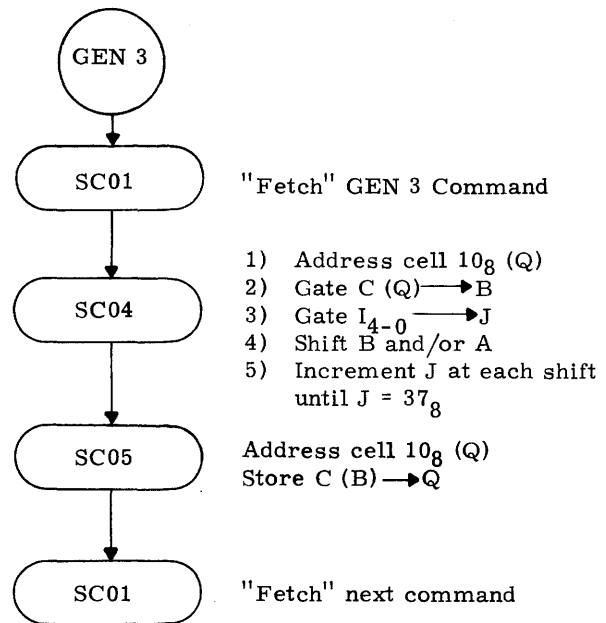 GEN 3
SC01
"Fetch" GEN 3 Command
SC04
1) Address cell 10₈ (Q)
2) Gate C (Q)⟶B
3) Gate I₄₋₀ ⟶J
4) Shift B and/or A
5) Increment J at each shift
until J = 37₈
SC05
Address cell 10₈ (Q)
Store C (B)⟶Q
SC01
"Fetch" next command